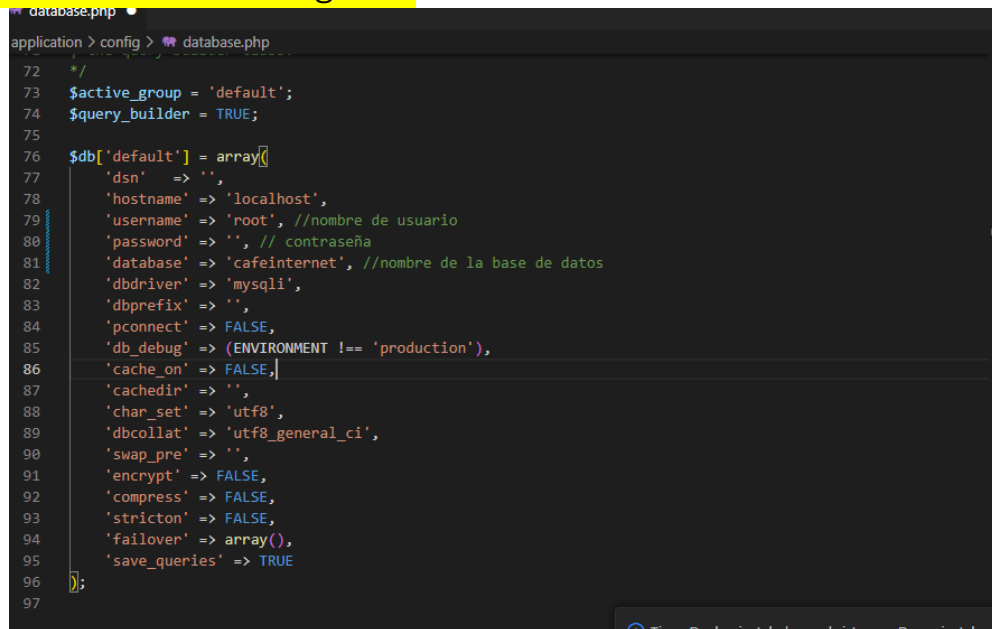 database.php
application > config > database.php
72 */
73 $active_group = 'default';
74 $query_builder = TRUE;
75
76 $db['default'] = array(
77 'dsn' => '',
78 'hostname' => 'localhost',
79 'username' => 'root', //nombre de usuario
80 'password' => '', // contraseña
81 'database' => 'cafeinternet', //nombre de la base de datos
82 'dbdriver' => 'mysqli',
83 'dbprefix' => '',
84 'pconnect' => FALSE,
85 'db_debug' => (ENVIRONMENT !== 'production'),
86 'cache_on' => FALSE,
87 'cachedir' => '',
88 'char_set' => 'utf8',
89 'dbcollat' => 'utf8_general_ci',
90 'swap_pre' => '',
91 'encrypt' => FALSE,
92 'compress' => FALSE,
93 'stricton' => FALSE,
94 'failover' => array(),
95 'save_queries' => TRUE
96 );
97